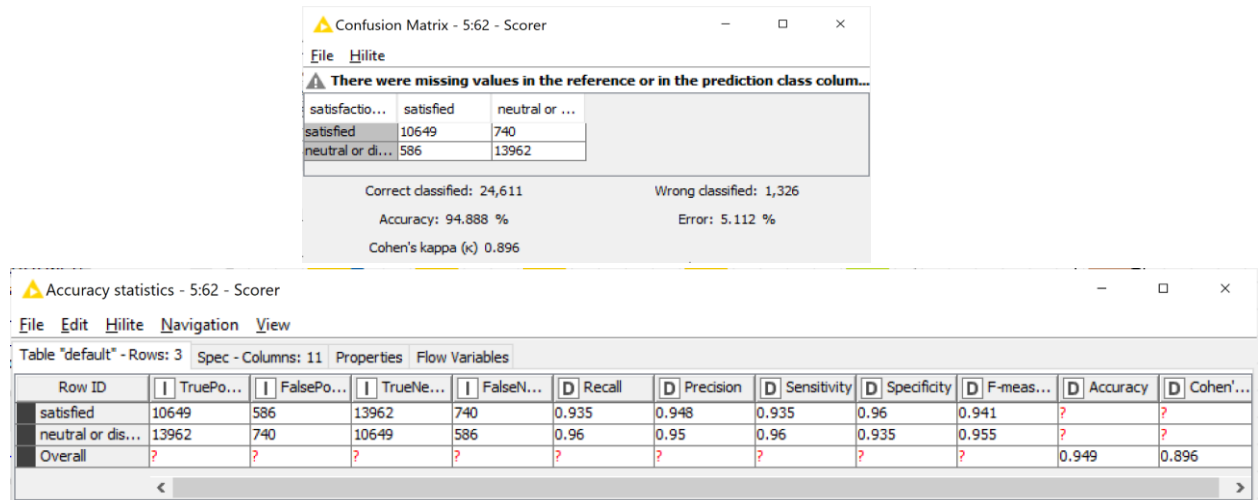 Confusion Matrix - 5:62 - Scorer
File Hilite
There were missing values in the reference or in the prediction class colum...
satisfactio... satisfied neutral or ...
satisfied 10649 740
neutral or di... 586 13962
Correct classified: 24,611 Wrong classified: 1,326
Accuracy: 94.888 % Error: 5.112 %
Cohen's kappa (κ) 0.896
Accuracy statistics - 5:62 - Scorer
File Edit Hilite Navigation View
Table "default" - Rows: 3 Spec - Columns: 11 Properties Flow Variables
Row ID I TruePo... I FalsePo... I TrueNe... I FalseN... D Recall D Precision D Sensitivity D Specificity D F-meas... D Accuracy D Cohen'...
satisfied 10649 586 13962 740 0.935 0.948 0.935 0.96 0.941 ? ?
neutral or dis... 13962 740 10649 586 0.96 0.95 0.96 0.935 0.955 ? ?
Overall ? ? ? ? ? ? ? ? ? 0.949 0.896